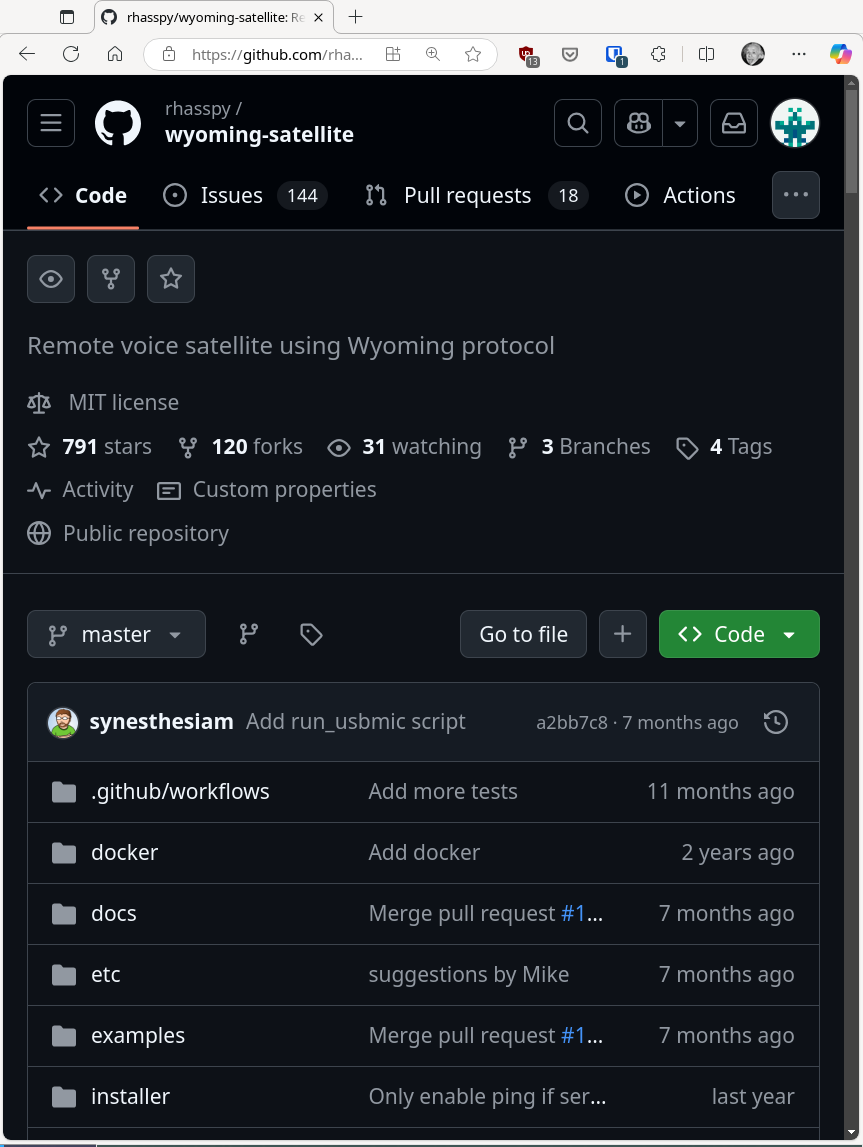 rhasspy/wyoming-satellite: Re
https://github.com/rha...
13
1
rhasspy /
wyoming-satellite
Code Issues 144 Pull requests 18 Actions
Remote voice satellite using Wyoming protocol
MIT license
791 stars 120 forks 31 watching 3 Branches 4 Tags
Activity Custom properties
Public repository
master Go to file Code
synesthesiam Add run_usbmic script a2bb7c8 · 7 months ago
.github/workflows Add more tests 11 months ago
docker Add docker 2 years ago
docs Merge pull request #1... 7 months ago
etc suggestions by Mike 7 months ago
examples Merge pull request #1... 7 months ago
installer Only enable ping if ser... last year